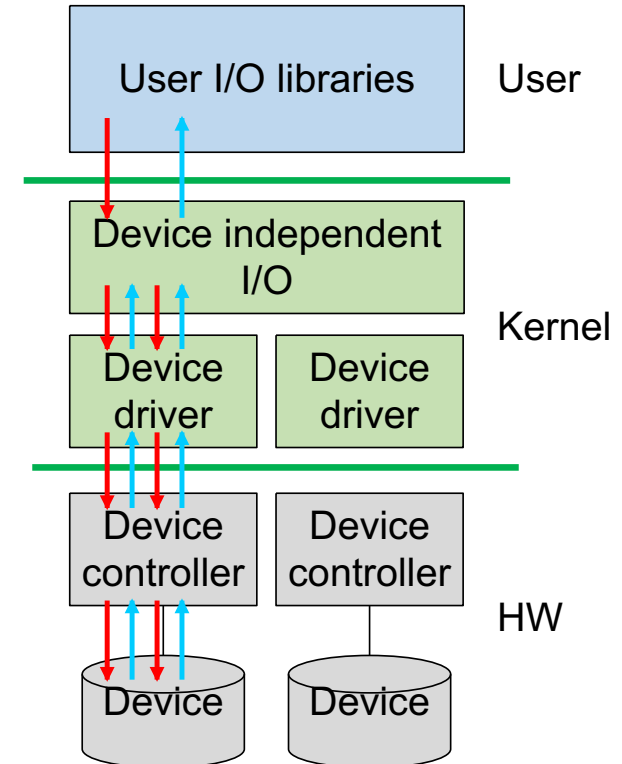 User I/O libraries
User
Device independent
I/O
Kernel
Device
driver
Device
driver
Device
controller
Device
controller
HW
Device
Device